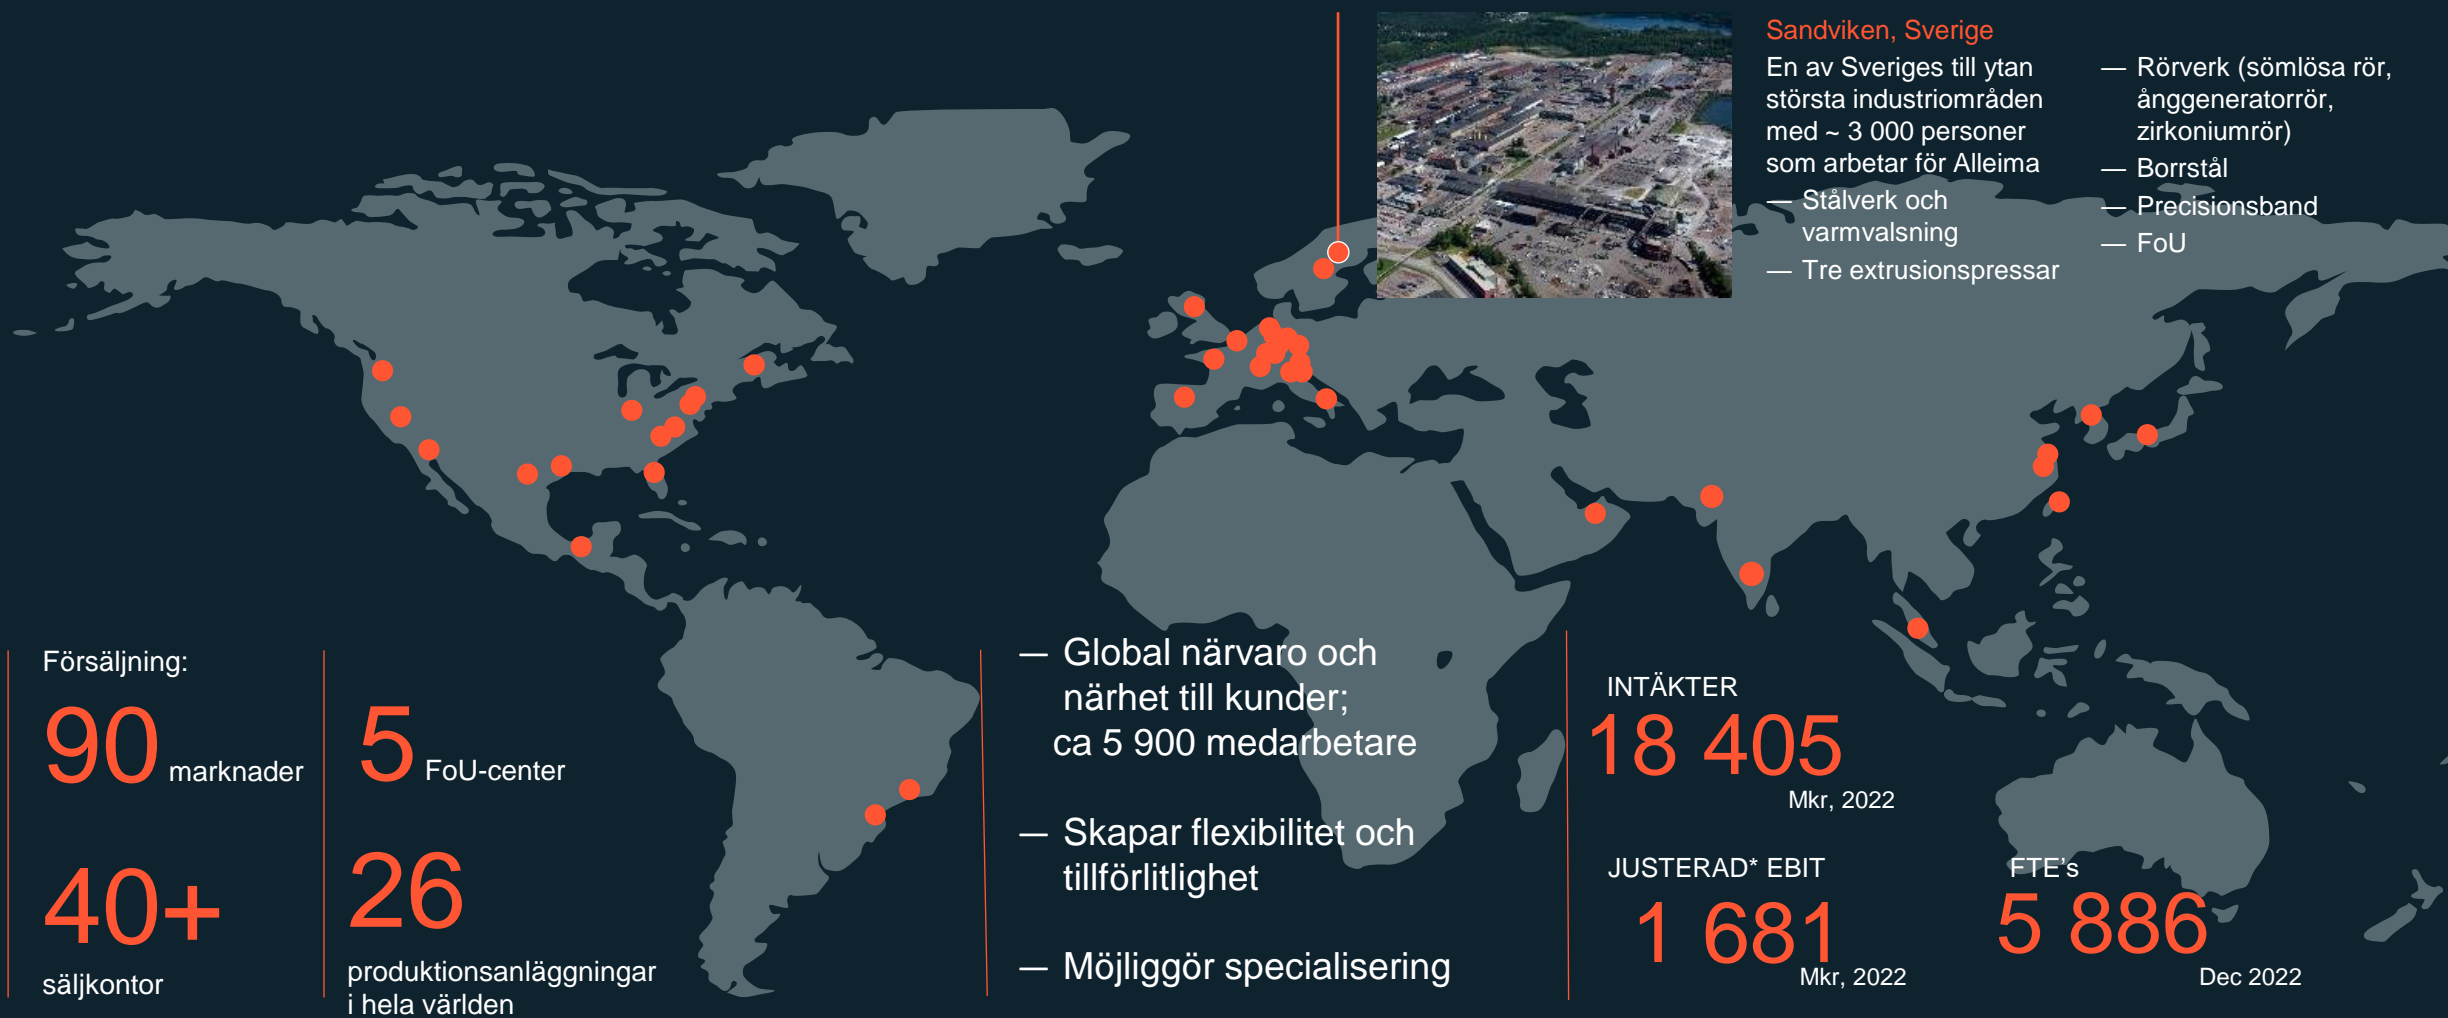 Sandviken, Sverige
En av Sveriges till ytan
största industriområden
med ~ 3 000 personer
som arbetar för Alleima
— Stålverk och
varmvalsning
— Tre extrusionspressar
— Rörverk (sömlösa rör,
ånggeneratorrör,
zirkoniumrör)
— Borrstål
— Precisionsband
— FoU
Försäljning:
90 marknader
40+
säljkontor
5 FoU-center
26
produktionsanläggningar
i hela världen
— Global närvaro och
närhet till kunder;
ca 5 900 medarbetare
— Skapar flexibilitet och
tillförlitlighet
— Möjliggör specialisering
INTÄKTER
18 405
Mkr, 2022
JUSTERAD* EBIT
1 681
Mkr, 2022
FTE’s
5 886
Dec 2022